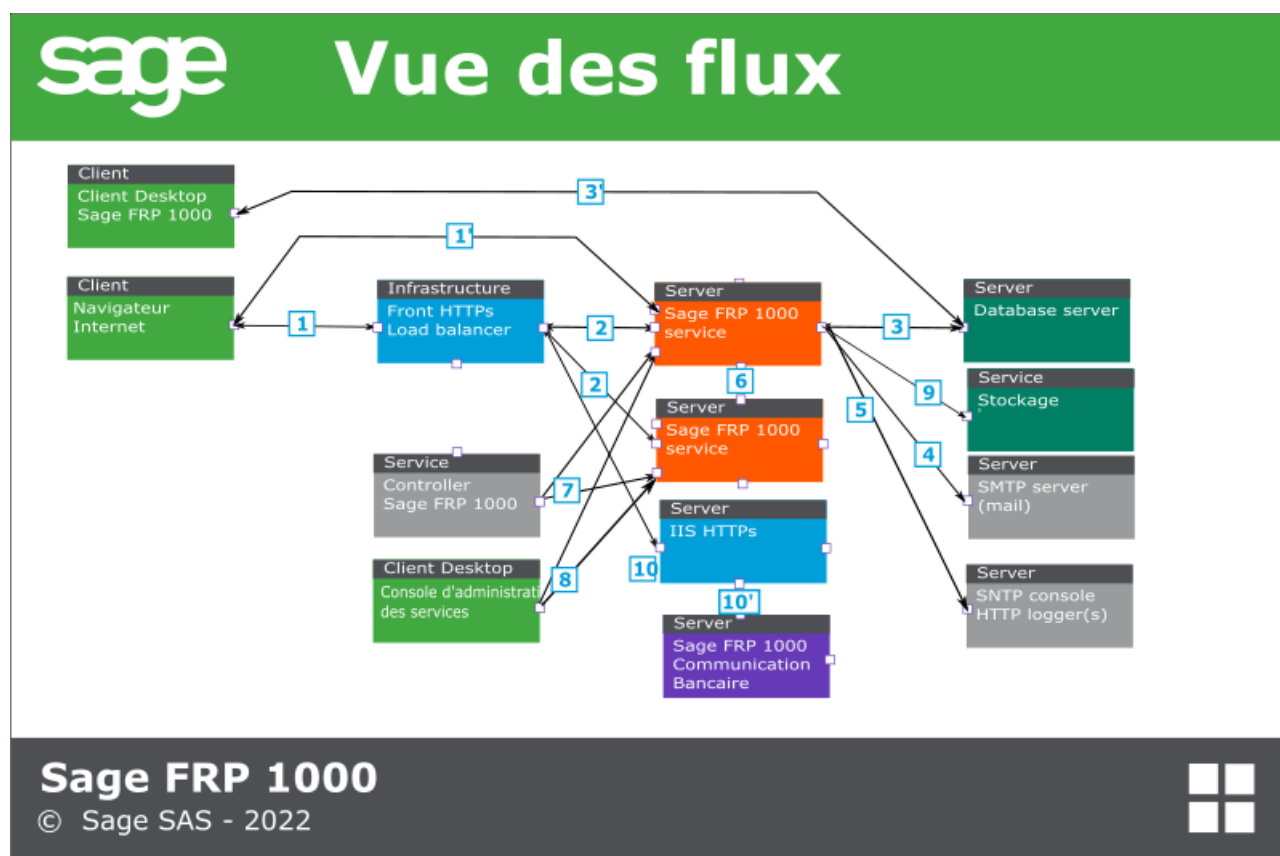 sage
Vue des flux
Client
Client Desktop
Sage FRP 1000
3'
1'
Client
Navigateur
Internet
1
Infrastructure
Front HTTPs
Load balancer
2
2
Server
Sage FRP 1000
service
6
Server
Sage FRP 1000
service
3
9
5
4
Server
Database server
Service
Stockage
Server
SMTP server
(mail)
Server
SNTP console
HTTP logger(s)
Service
Controller
Sage FRP 1000
7
Client Desktop
Console d'administrati
des services
8
Server
IIS HTTPs
10
10'
Server
Sage FRP 1000
Communication
Bancaire
Sage FRP 1000
© Sage SAS - 2022